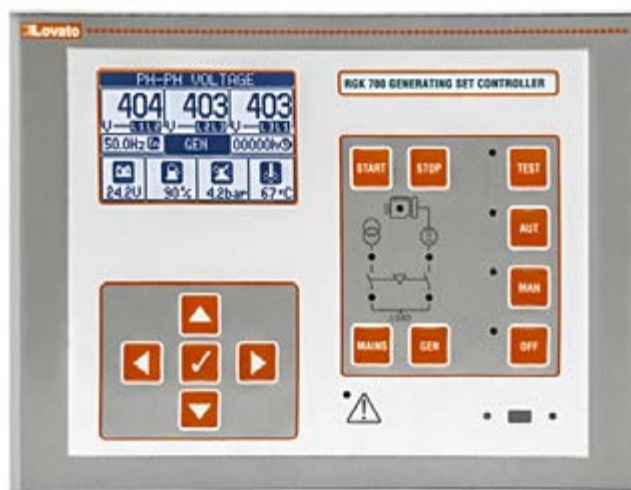 Lovato
PH-PH VOLTAGE
404 403 403
V L1L2 V L2L3 V L3L1
50.0Hz GEN 00000h
24.2V 90% 4.2bar 67°C
RGK 700 GENERATING SET CONTROLLER
START STOP TEST
AUT
MAN
LOAD
MAINS GEN OFF